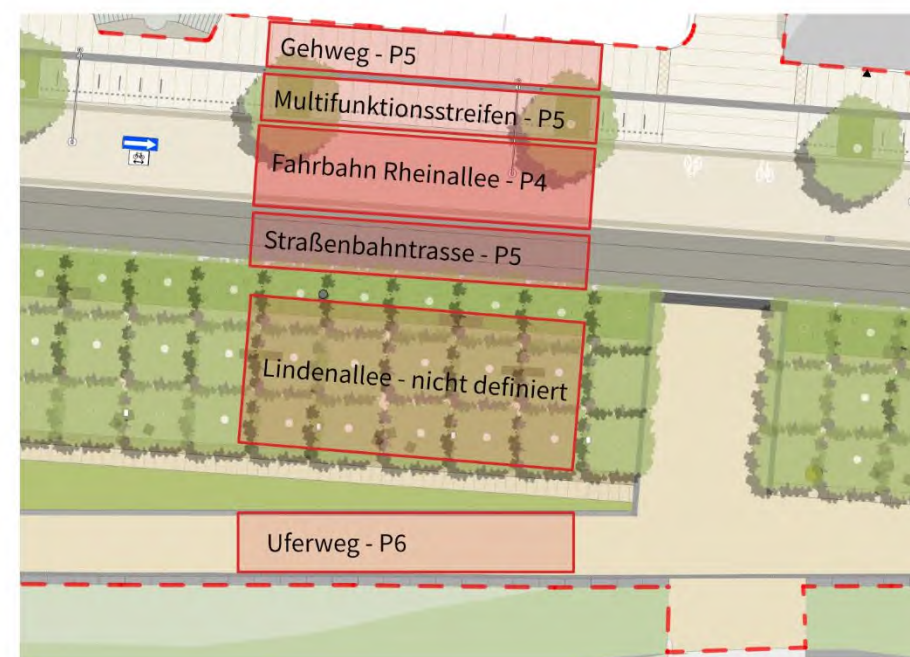 Gehweg - P5
Multifunktionsstreifen - P5
Fahrbahn Rheinallee - P4
Straßenbahntrasse - P5
Lindenallee - nicht definiert
Uferweg - P6